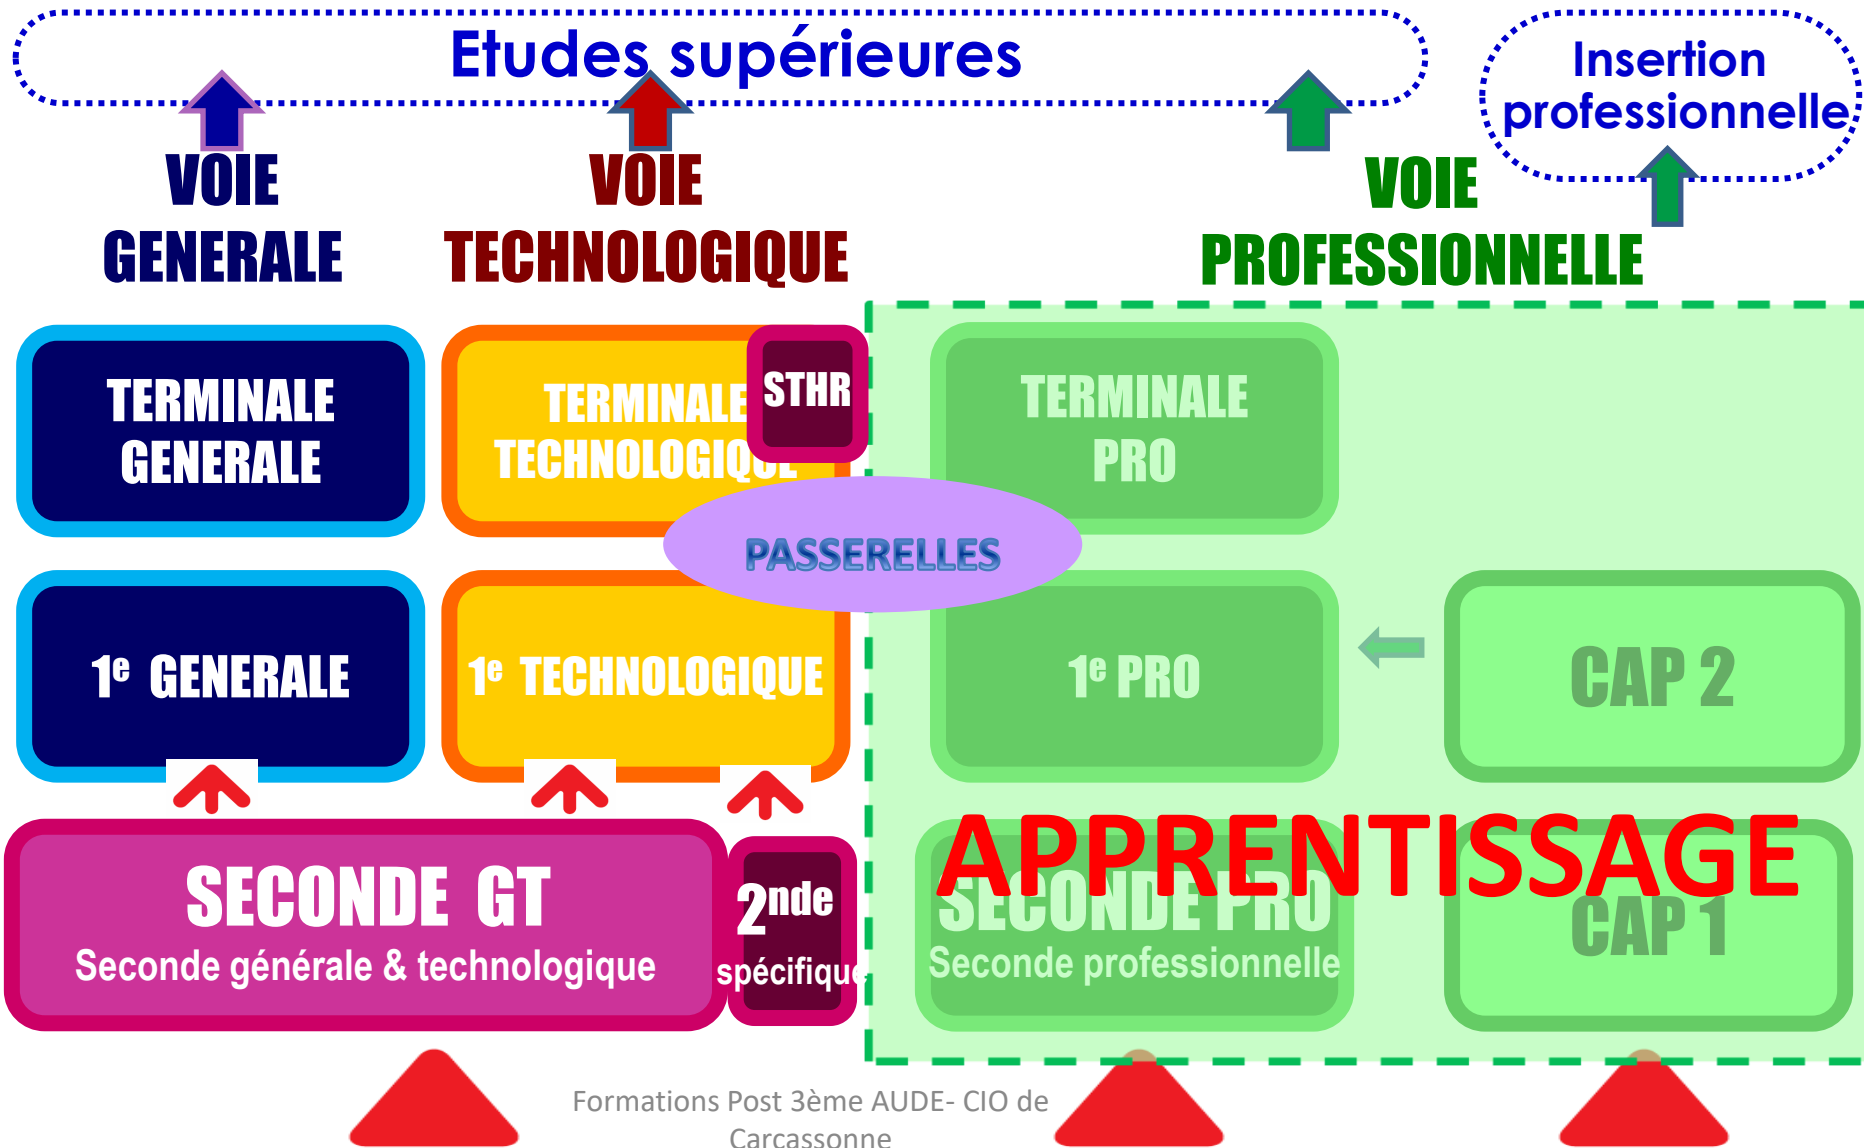 Etudes supérieures
Insertion
professionnelle
VOIE
GENERALE
VOIE
TECHNOLOGIQUE
VOIE
PROFESSIONNELLE
TERMINALE
GENERALE
TERMINALE
TECHNOLOGIQUE
STHR
TERMINALE
PRO
PASSERELLES
1e GENERALE
1e TECHNOLOGIQUE
1e PRO
CAP 2
APPRENTISSAGE
SECONDE GT
Seconde générale & technologique
2nde
spécifique
SECONDE PRO
Seconde professionnelle
CAP 1
Formations Post 3ème AUDE- CIO de
Carcassonne